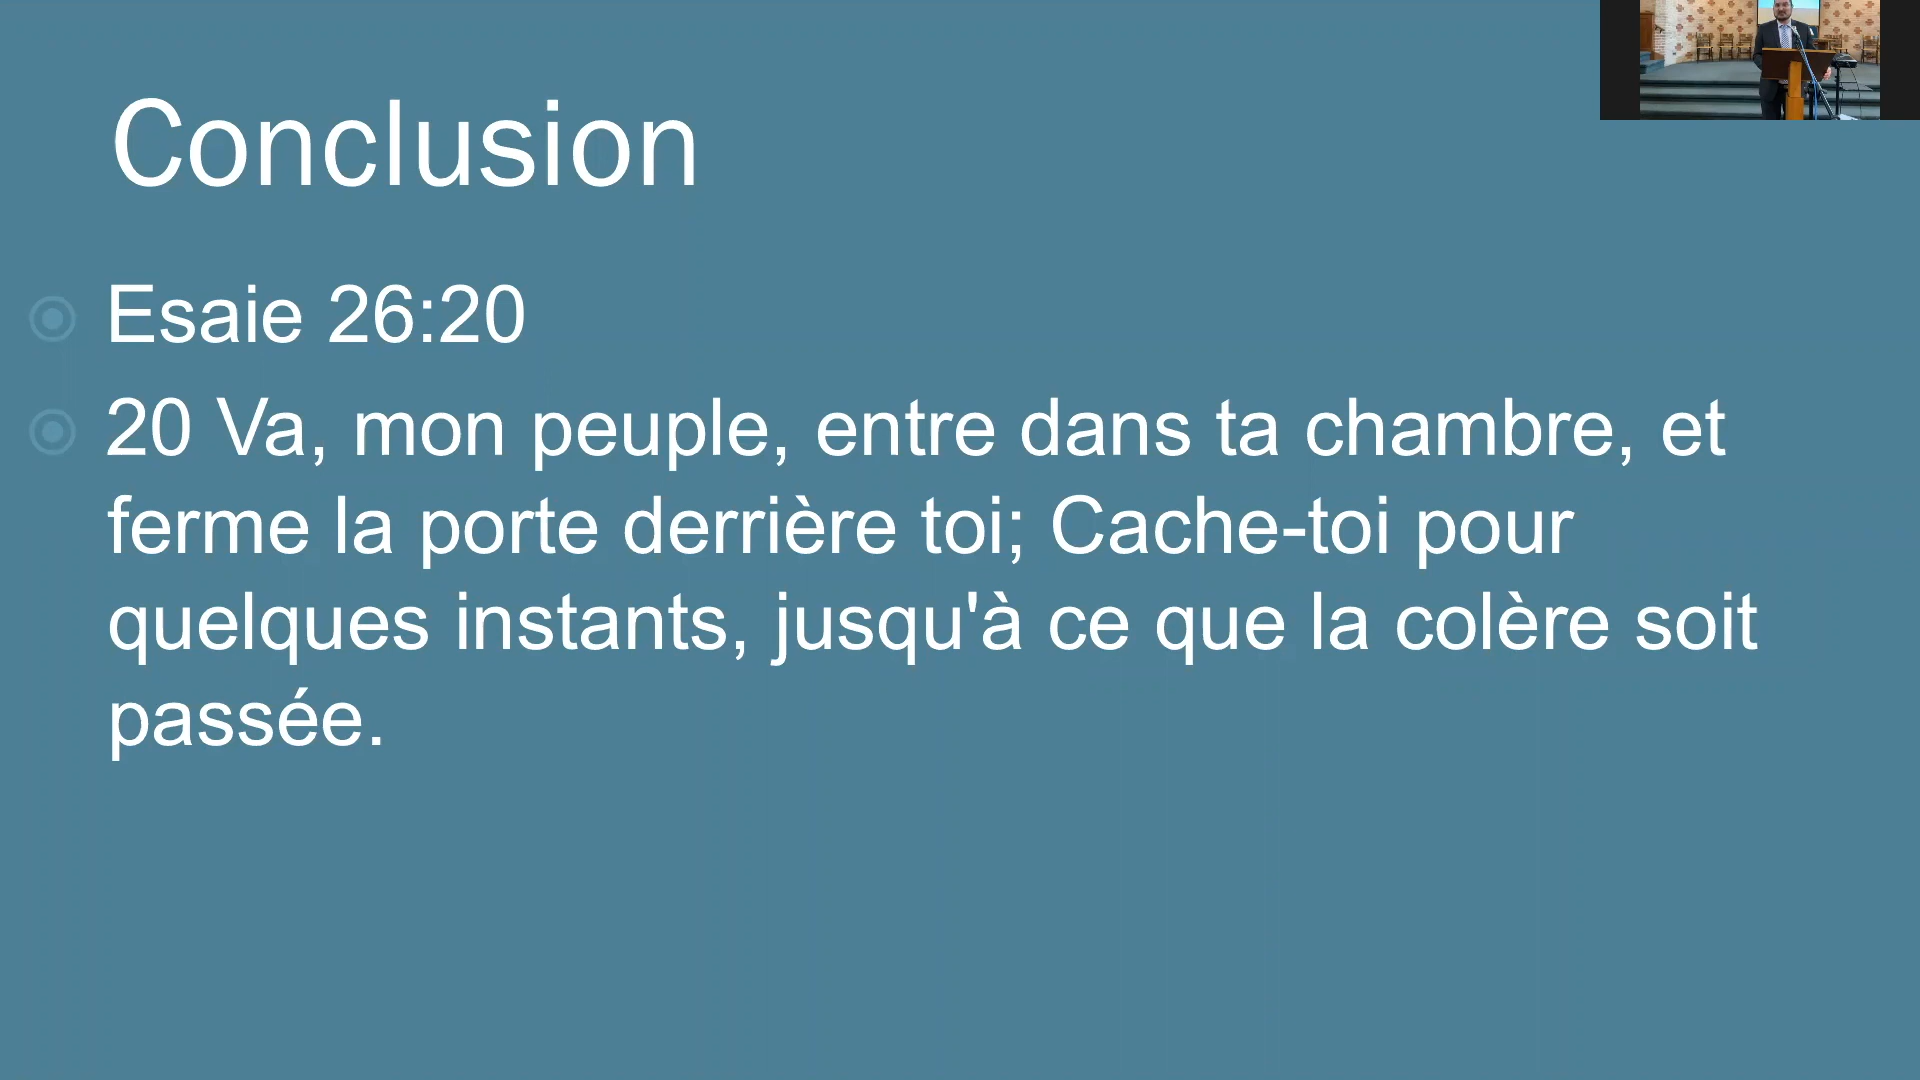 Conclusion
Esaie 26:20
20 Va, mon peuple, entre dans ta chambre, et
ferme la porte derrière toi; Cache-toi pour
quelques instants, jusqu'à ce que la colère soit
passée.